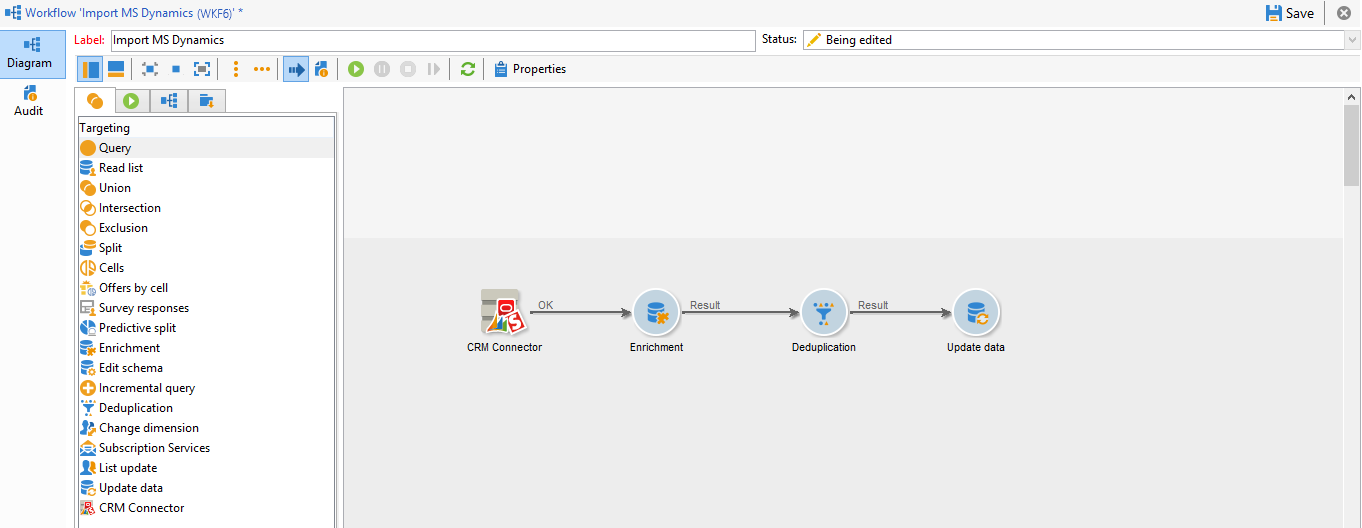 Workflow 'Import MS Dynamics (WKF6)' *
Save
Diagram
Audit
Label: Import MS Dynamics
Status: Being edited
Properties
Targeting
Query
Read list
Union
Intersection
Exclusion
Split
Cells
Offers by cell
Survey responses
Predictive split
Enrichment
Edit schema
Incremental query
Deduplication
Change dimension
Subscription Services
List update
Update data
CRM Connector
OK
Result
Result
CRM Connector
Enrichment
Deduplication
Update data